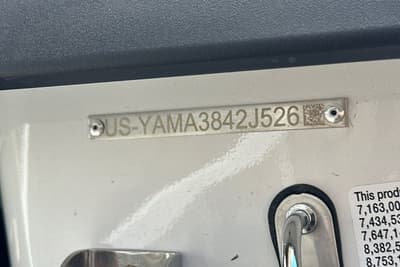 US-YAMA3842J526
This prod
7,163,00
7,434,53
7,647,1
8,382,5
8,753,1